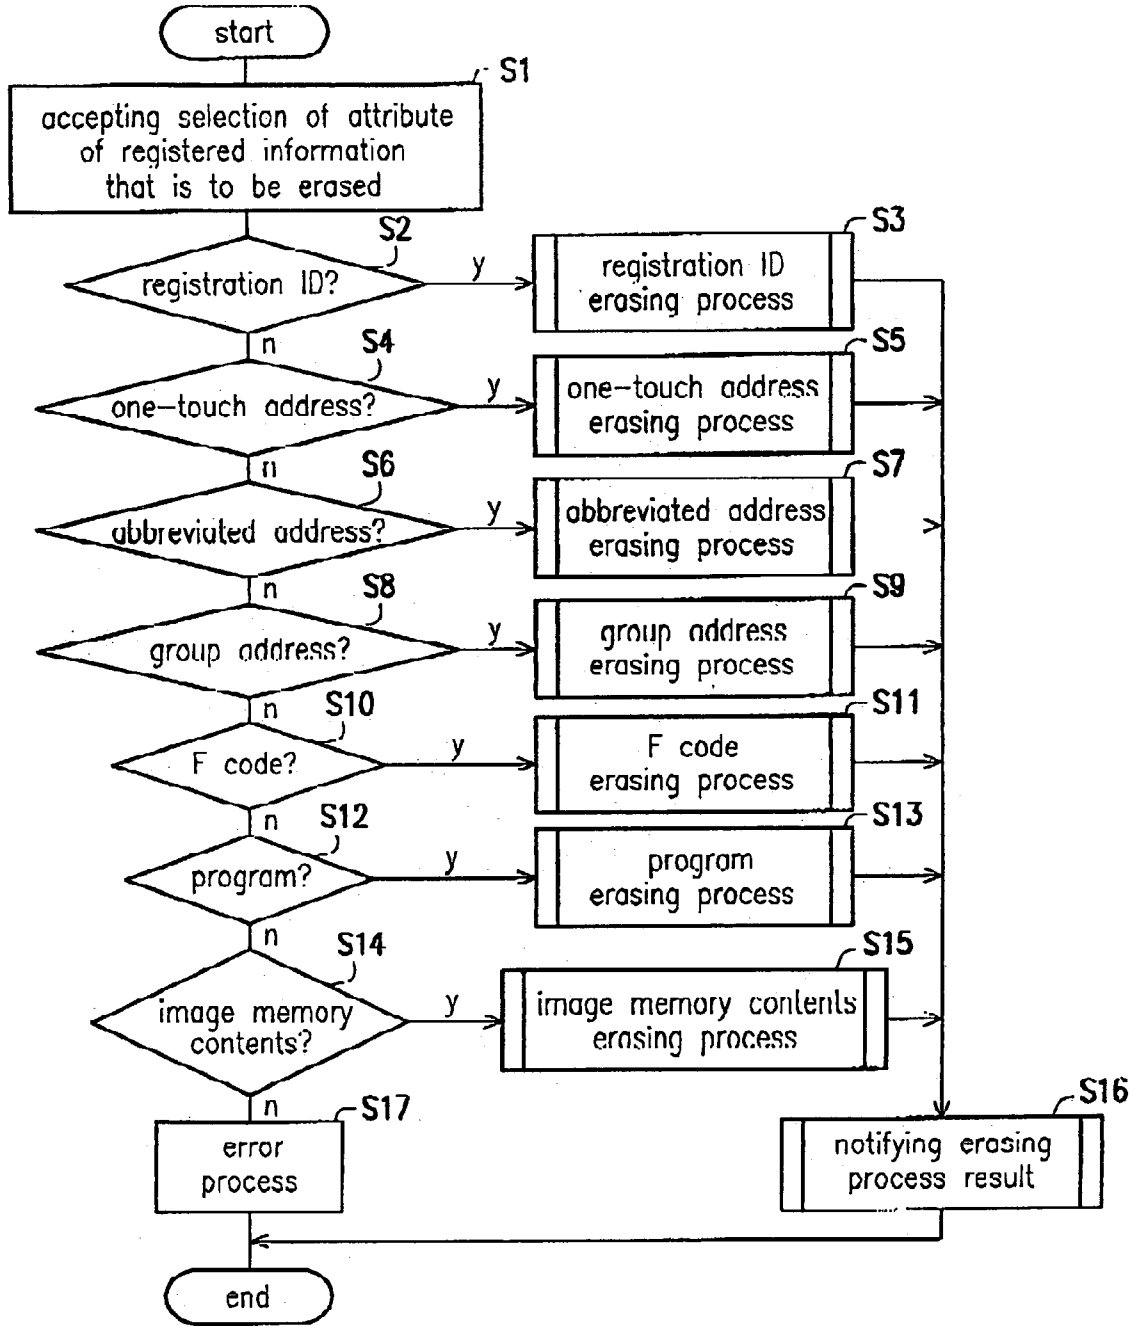 start
S1
accepting selection of attribute
of registered information
that is to be erased
S2
registration ID?
y
S3
registration ID
erasing process
n
S4
one-touch address?
y
S5
one-touch address
erasing process
n
S6
abbreviated address?
y
S7
abbreviated address
erasing process
n
S8
group address?
y
S9
group address
erasing process
n
S10
F code?
y
S11
F code
erasing process
n
S12
program?
y
S13
program
erasing process
n
S14
image memory
contents?
y
S15
image memory contents
erasing process
n
S17
error
process
S16
notifying erasing
process result
end